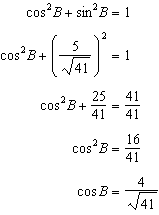 cos²B + sin²B = 1
cos²B + (5/√41)² = 1
cos²B + 25/41 = 41/41
cos²B = 16/41
cos B = 4/√41